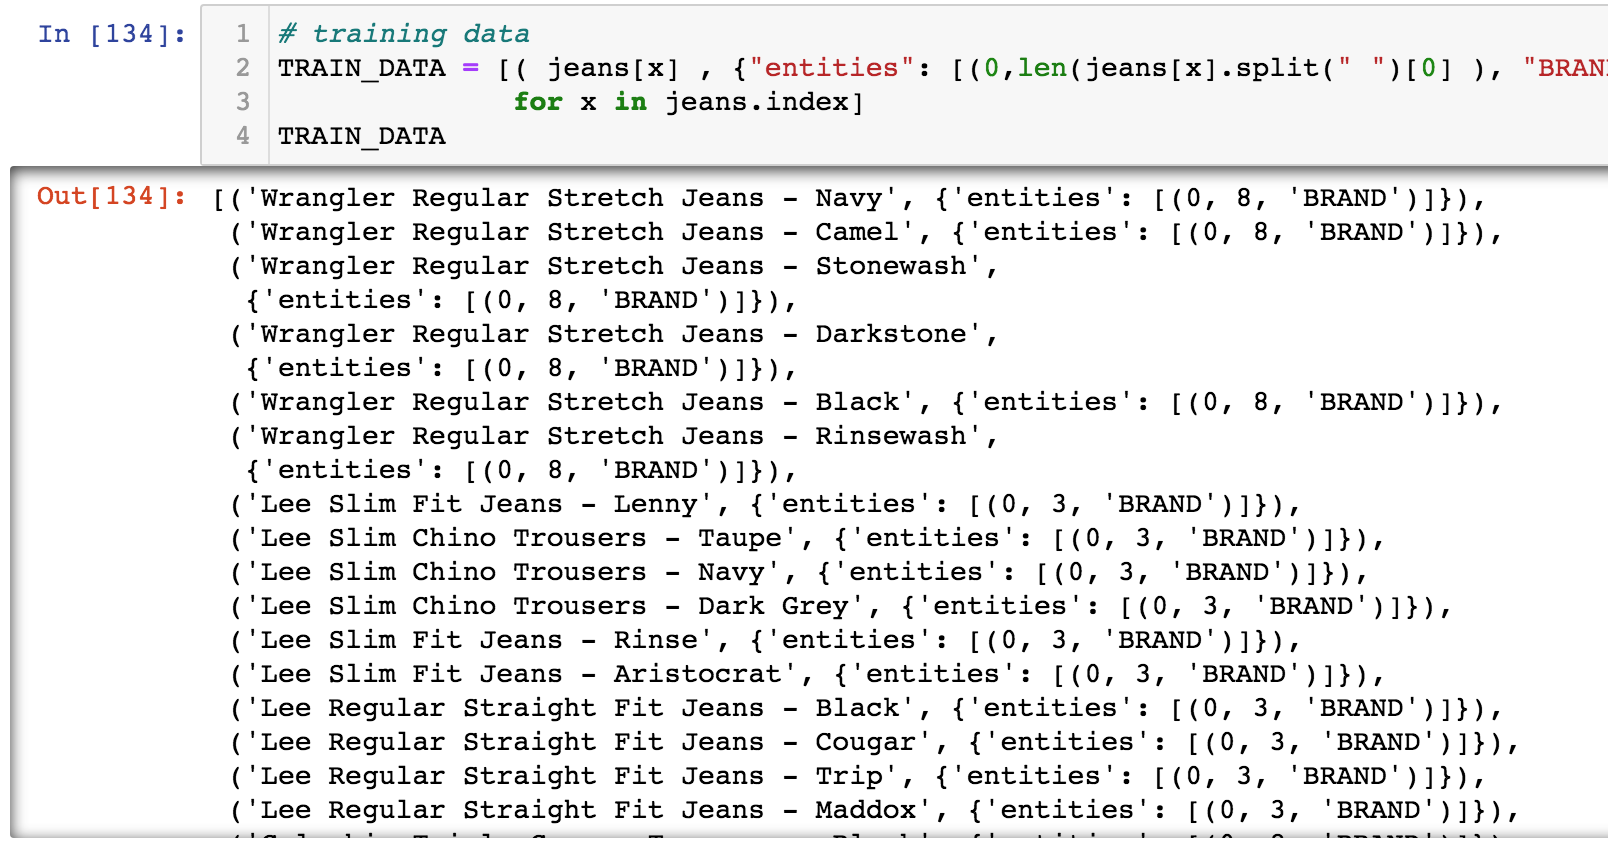 In [134]:
1 # training data
2 TRAIN_DATA = [( jeans[x] , {"entities": [(0,len(jeans[x].split(" ")[0] ), "BRAN
3 for x in jeans.index]
4 TRAIN_DATA
Out[134]: [('Wrangler Regular Stretch Jeans - Navy', {'entities': [(0, 8, 'BRAND')]}),
('Wrangler Regular Stretch Jeans - Camel', {'entities': [(0, 8, 'BRAND')]}),
('Wrangler Regular Stretch Jeans - Stonewash',
{'entities': [(0, 8, 'BRAND')]}),
('Wrangler Regular Stretch Jeans - Darkstone',
{'entities': [(0, 8, 'BRAND')]}),
('Wrangler Regular Stretch Jeans - Black', {'entities': [(0, 8, 'BRAND')]}),
('Wrangler Regular Stretch Jeans - Rinsewash',
{'entities': [(0, 8, 'BRAND')]}),
('Lee Slim Fit Jeans - Lenny', {'entities': [(0, 3, 'BRAND')]}),
('Lee Slim Chino Trousers - Taupe', {'entities': [(0, 3, 'BRAND')]}),
('Lee Slim Chino Trousers - Navy', {'entities': [(0, 3, 'BRAND')]}),
('Lee Slim Chino Trousers - Dark Grey', {'entities': [(0, 3, 'BRAND')]}),
('Lee Slim Fit Jeans - Rinse', {'entities': [(0, 3, 'BRAND')]}),
('Lee Slim Fit Jeans - Aristocrat', {'entities': [(0, 3, 'BRAND')]}),
('Lee Regular Straight Fit Jeans - Black', {'entities': [(0, 3, 'BRAND')]}),
('Lee Regular Straight Fit Jeans - Cougar', {'entities': [(0, 3, 'BRAND')]}),
('Lee Regular Straight Fit Jeans - Trip', {'entities': [(0, 3, 'BRAND')]}),
('Lee Regular Straight Fit Jeans - Maddox', {'entities': [(0, 3, 'BRAND')]}),